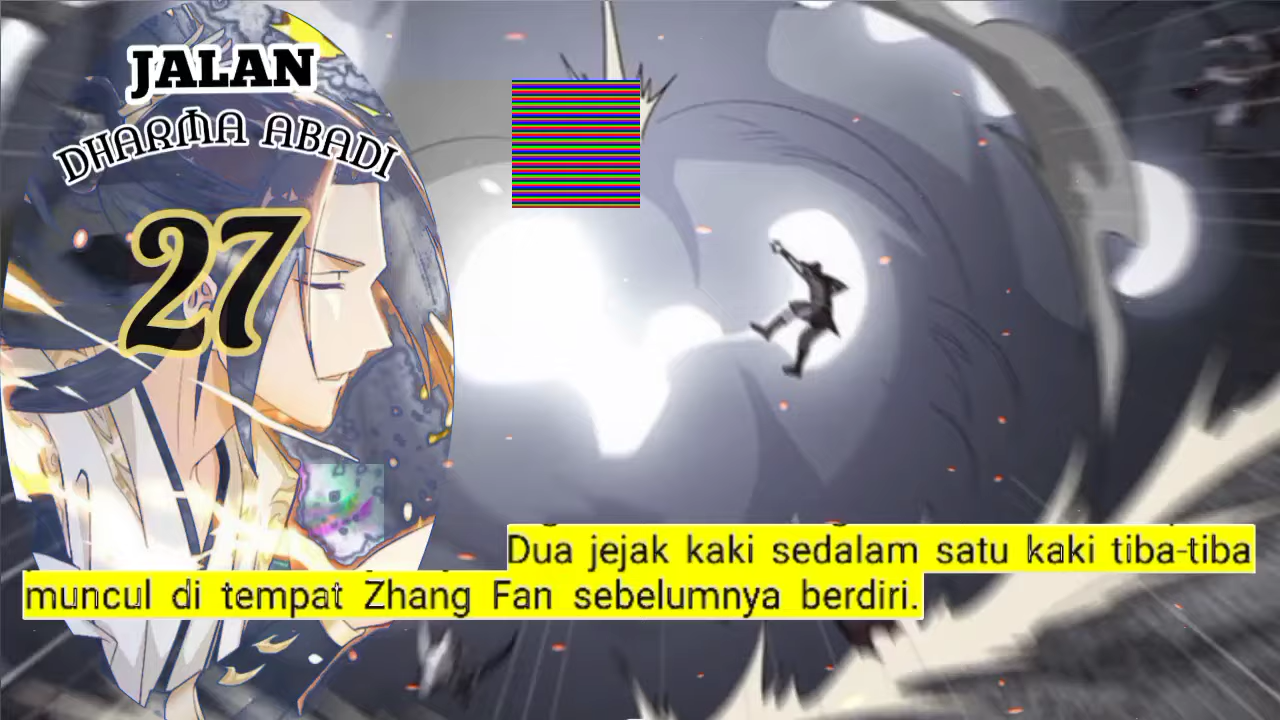 JALAN
DHARMA ABADI
27
Dua jejak kaki sedalam satu kaki tiba-tiba
muncul di tempat Zhang Fan sebelumnya berdiri.